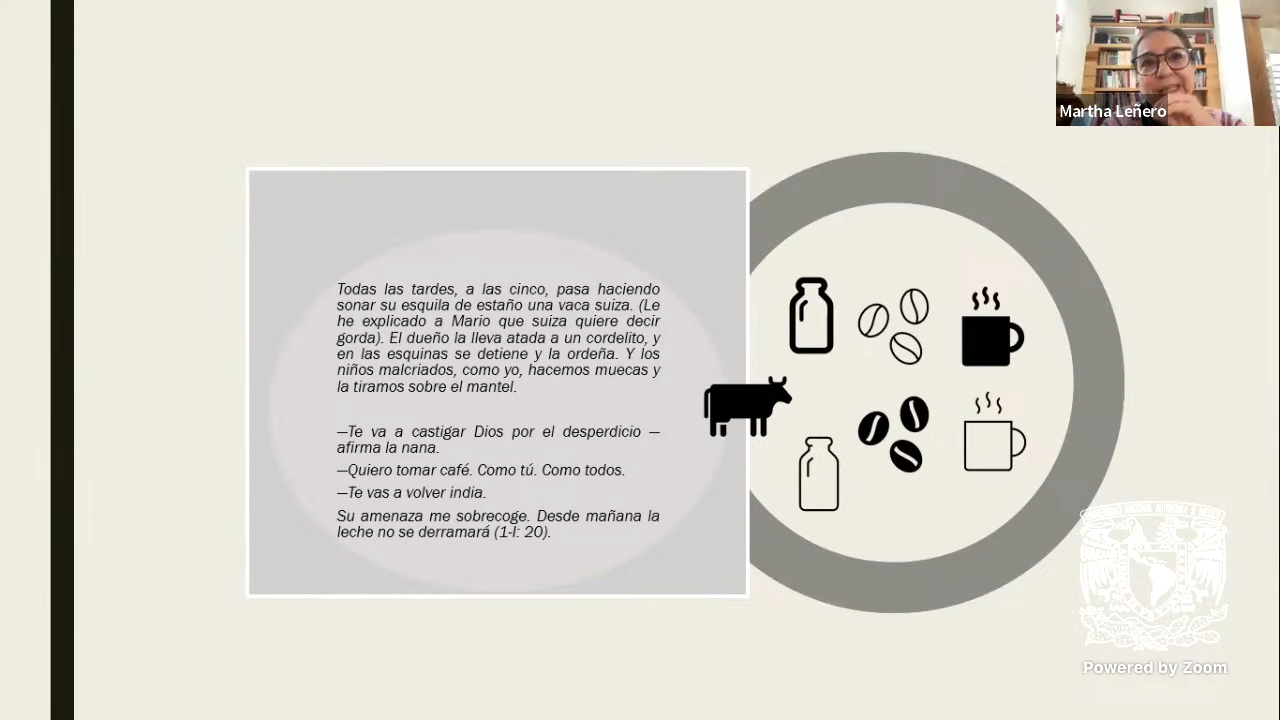 Martha Leñero
Todas las tardes, a las cinco, pasa haciendo
sonar su esquila de estaño una vaca suiza. (Le
he explicado a Mario que suiza quiere decir
gorda). El dueño la lleva atada a un cordelito, y
en las esquinas se detiene y la ordeña. Y los
niños malcriados, como yo, hacemos muecas y
la tiramos sobre el mantel.
—Te va a castigar Dios por el desperdicio —
afirma la nana.
—Quiero tomar café. Como tú. Como todos.
—Te vas a volver india.
Su amenaza me sobrecoge. Desde mañana la
leche no se derramará (1-I: 20).
Powered by Zoom